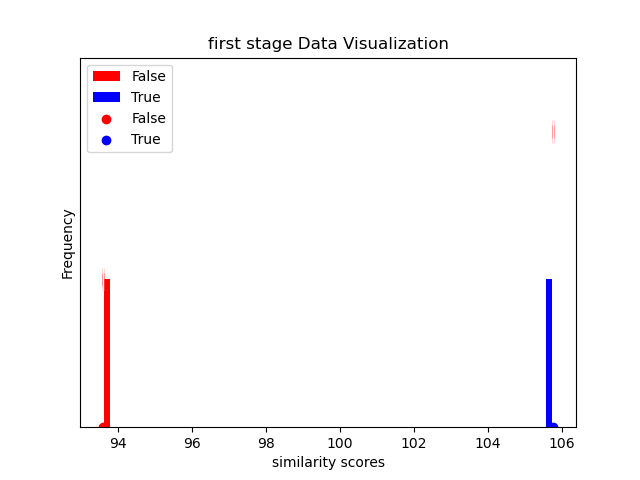 first stage Data Visualization
False
True
False
True
Frequency
94 96 98 100 102 104 106
similarity scores